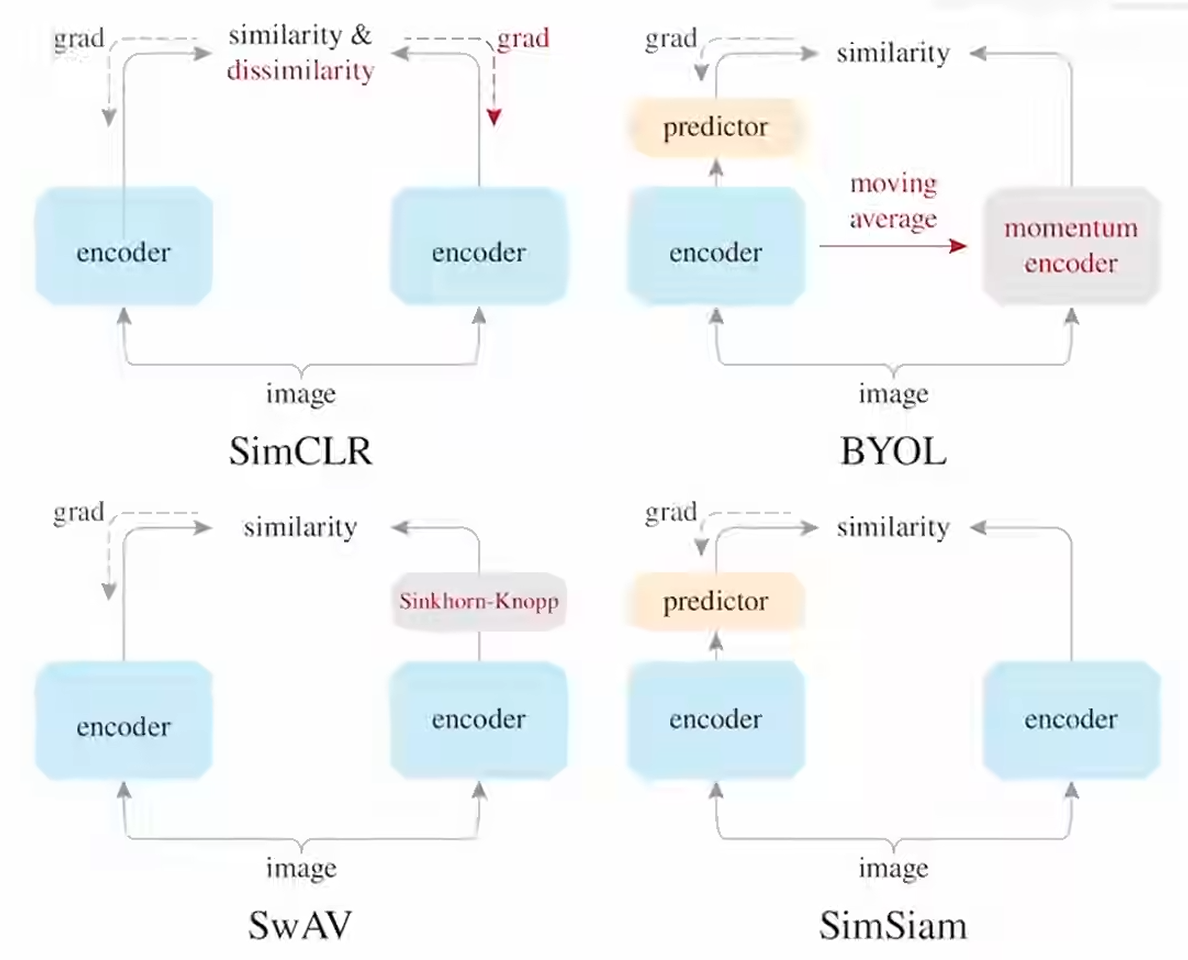 grad
similarity &
dissimilarity
grad
encoder
encoder
image
SimCLR
grad
similarity
predictor
encoder
moving
average
momentum
encoder
image
BYOL
grad
similarity
Sinkhorn-Knopp
encoder
encoder
image
SwAV
grad
similarity
predictor
encoder
encoder
image
SimSiam